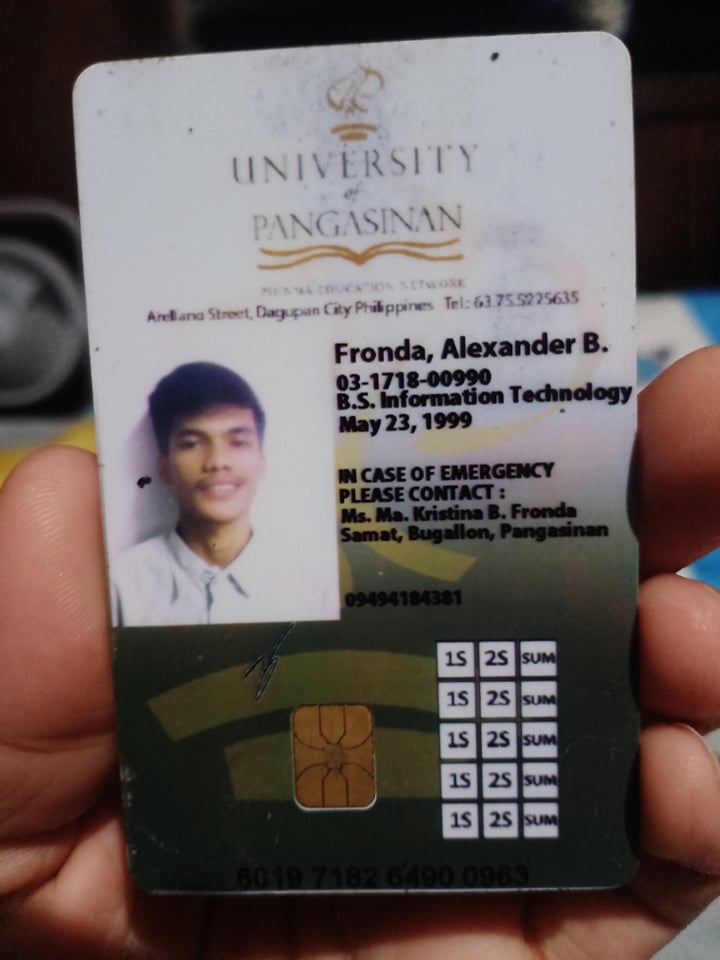 UNIVERSITY
of
PANGASINAN
PHINMA EDUCATION NETWORK
Arellano Street, Dagupan City Philippines Tel.: 63.75.5225635
Fronda, Alexander B.
03-1718-00990
B.S. Information Technology
May 23, 1999
IN CASE OF EMERGENCY
PLEASE CONTACT :
Ms. Ma. Kristina B. Fronda
Samat, Bugallon, Pangasinan
09494184381
1S 2S SUM
1S 2S SUM
1S 2S SUM
1S 2S SUM
1S 2S SUM
6019 7182 6490 0963